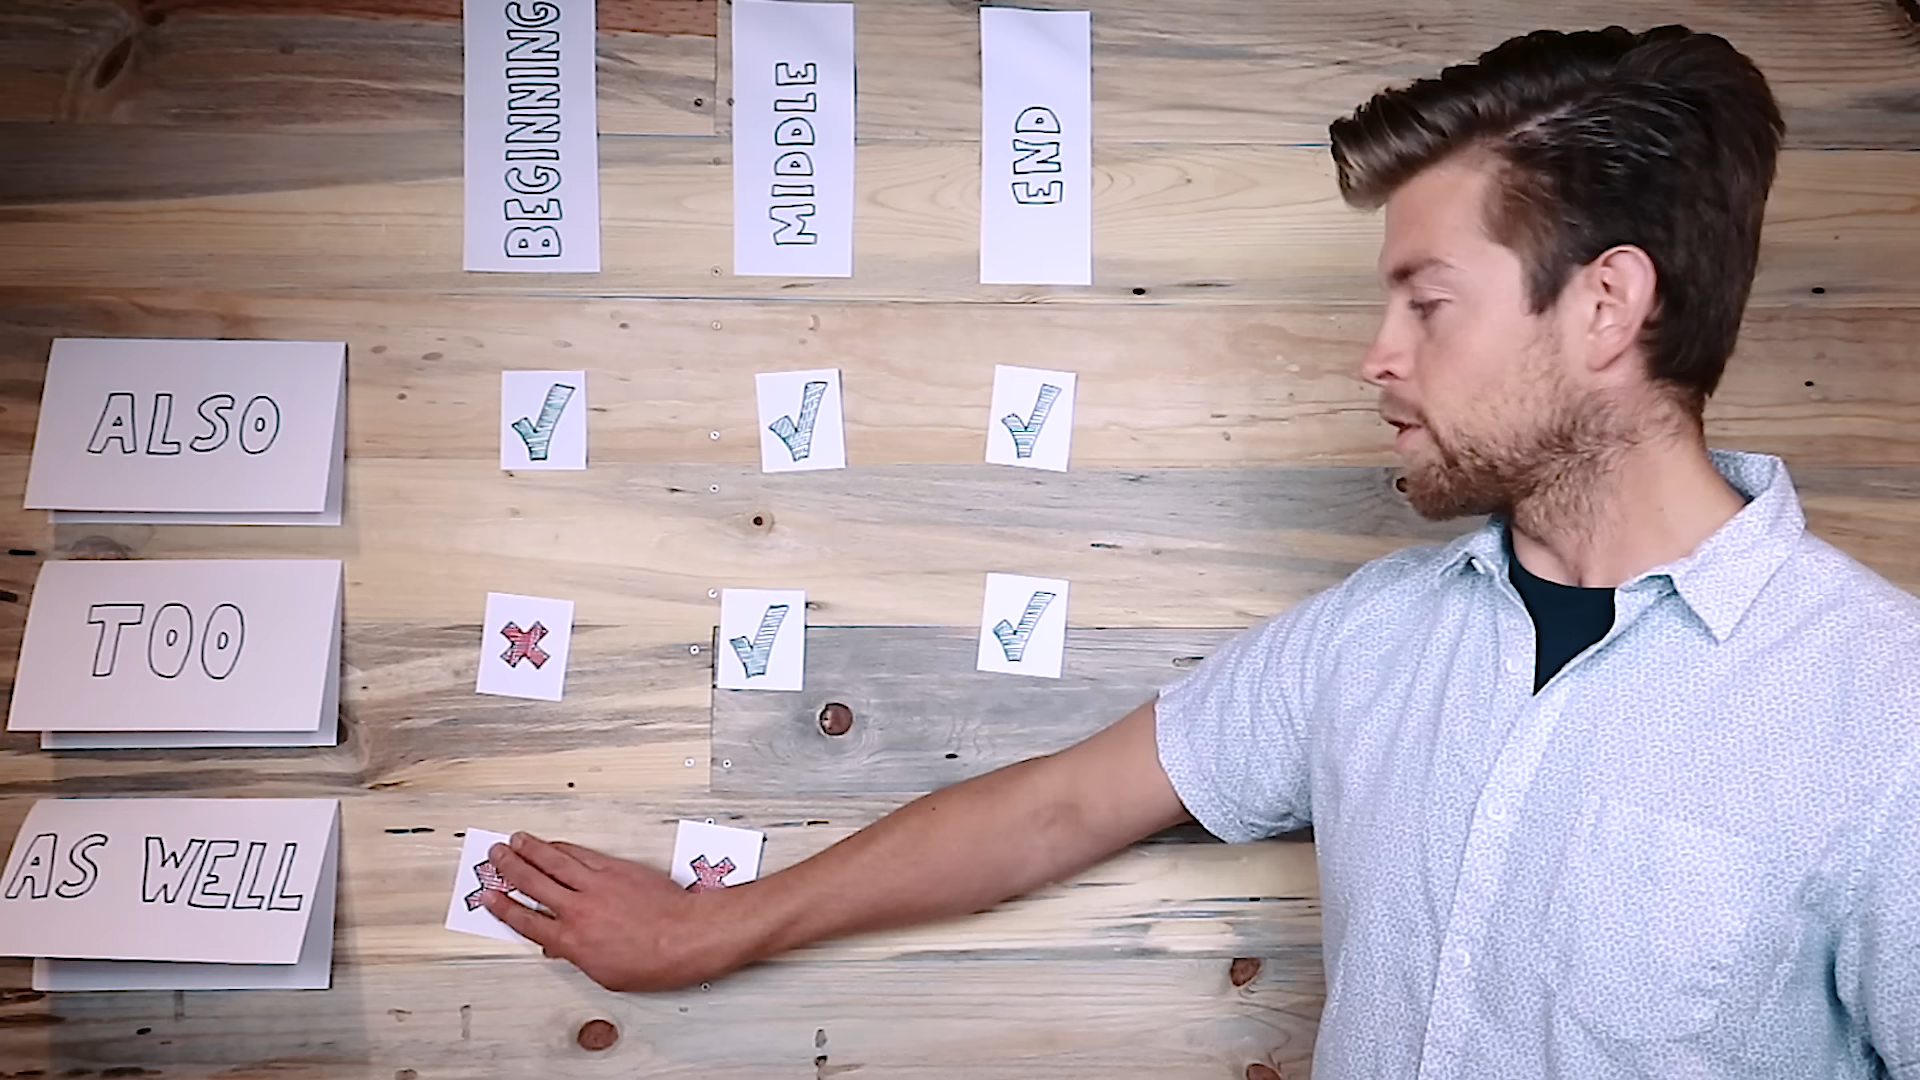 BEGINNING
MIDDLE
END
ALSO
TOO
AS WELL